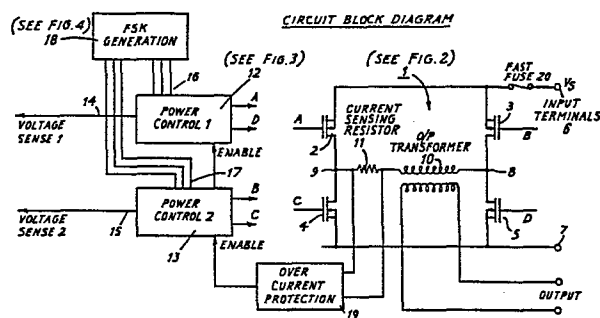 CIRCUIT BLOCK DIAGRAM
(SEE FIG.4)
18
FSK
GENERATION
(SEE FIG.3)
(SEE FIG.2)
16
12
1
FAST
FUSE 20
VS
INPUT
TERMINALS
6
14
VOLTAGE
SENSE 1
POWER
CONTROL 1
A
D
ENABLE
17
A
2
CURRENT
SENSING
RESISTOR
11
O/P
TRANSFORMER
10
3
B
9
8
VOLTAGE
SENSE 2
15
POWER
CONTROL 2
13
B
C
ENABLE
C
4
D
5
7
OVER
CURRENT
PROTECTION
19
OUTPUT